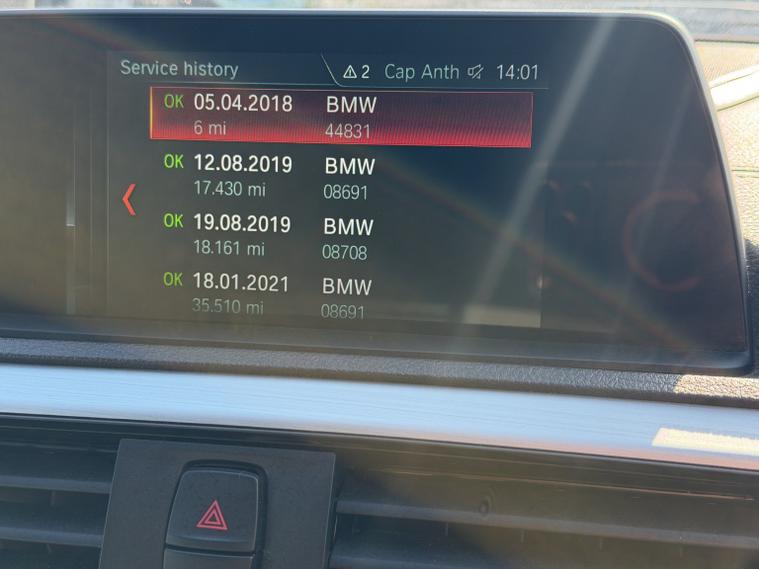 Service history 2 Cap Anth 14:01
OK 05.04.2018 BMW
6 mi 44831
OK 12.08.2019 BMW
17.430 mi 08691
OK 19.08.2019 BMW
18.161 mi 08708
OK 18.01.2021 BMW
35.510 mi 08691